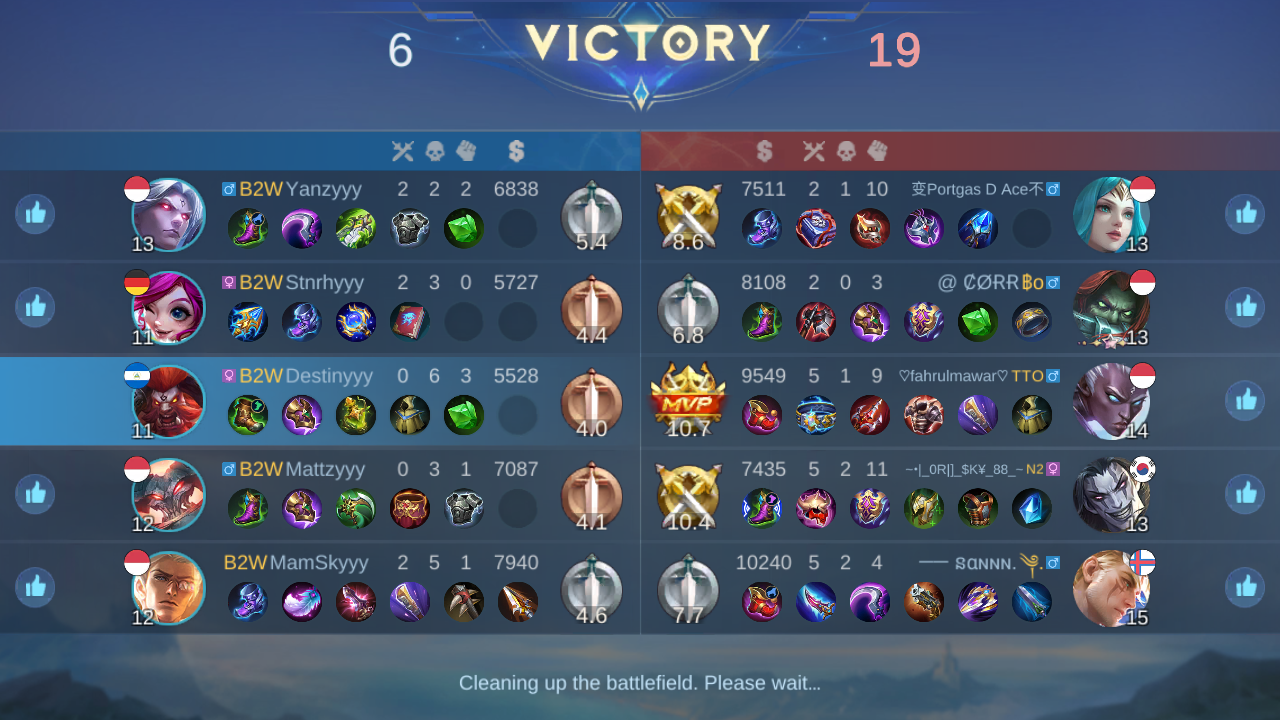 6 VICTORY 19
B2W Yanzyyy 2 2 2 6838
13 5.4
7511 2 1 10 变Portgas D Ace不
8.6 13
B2W Stnrhyyy 2 3 0 5727
11 4.4
8108 2 0 3 @ ₡ØRR ฿o
6.8 13
B2W Destinyyy 0 6 3 5528
11 4.0
9549 5 1 9 ♡fahrulmawar♡ TTO
MVP
10.7 14
B2W Mattzyyy 0 3 1 7087
12 4.1
7435 5 2 11 ~•|_0R|]_$K¥_88_~ N2
10.4 13
B2W MamSkyyy 2 5 1 7940
12 4.6
10240 5 2 4
7.7 15
Cleaning up the battlefield. Please wait...